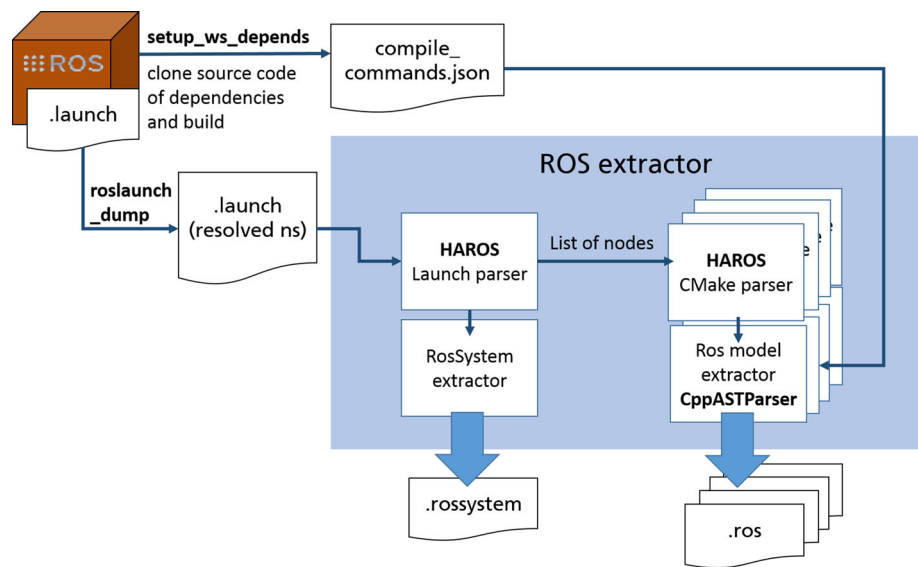 setup_ws_depends
ROS
clone source code
of dependencies
and build
.launch
compile_
commands.json
roslaunch
_dump
.launch
(resolved ns)
ROS extractor
HAROS
Launch parser
List of nodes
HAROS
CMake parser
e
RosSystem
extractor
Ros model
extractor
CppASTParser
.rossystem
.ros